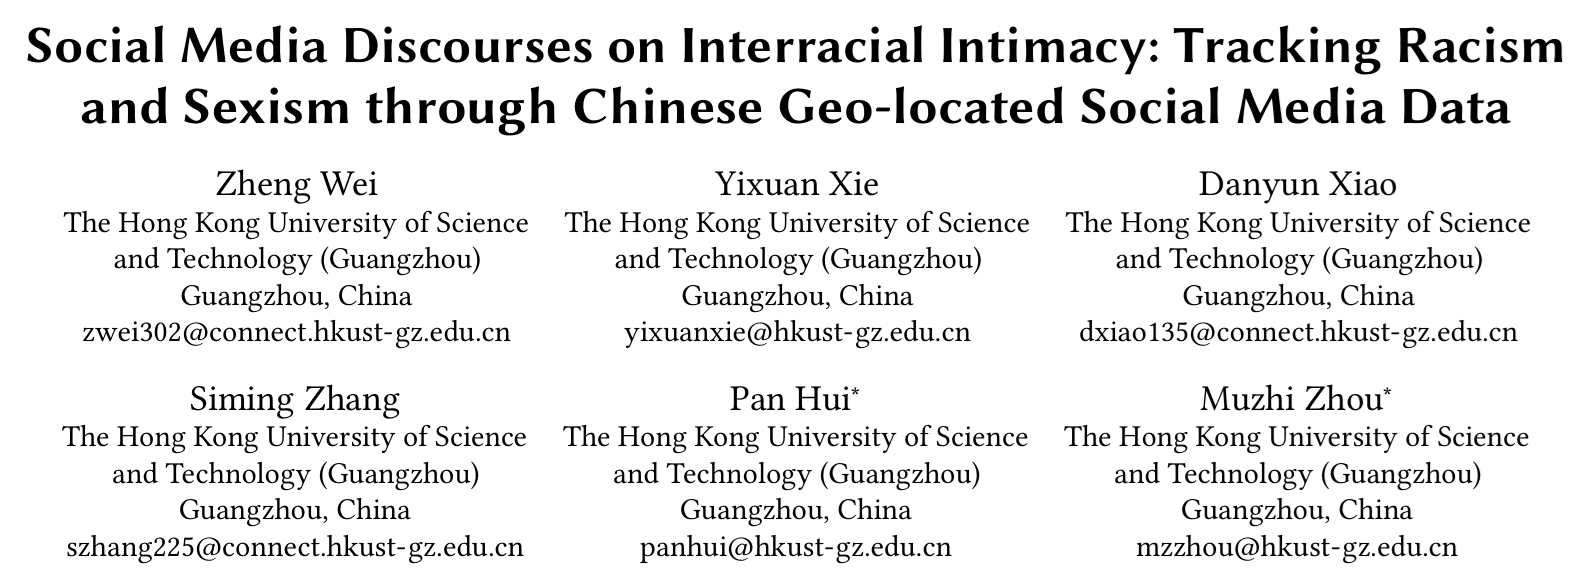 Social Media Discourses on Interracial Intimacy: Tracking Racism
and Sexism through Chinese Geo-located Social Media Data
Zheng Wei
The Hong Kong University of Science
and Technology (Guangzhou)
Guangzhou, China
zwei302@connect.hkust-gz.edu.cn
Yixuan Xie
The Hong Kong University of Science
and Technology (Guangzhou)
Guangzhou, China
yixuanxie@hkust-gz.edu.cn
Danyun Xiao
The Hong Kong University of Science
and Technology (Guangzhou)
Guangzhou, China
dxiao135@connect.hkust-gz.edu.cn
Siming Zhang
The Hong Kong University of Science
and Technology (Guangzhou)
Guangzhou, China
szhang225@connect.hkust-gz.edu.cn
Pan Hui*
The Hong Kong University of Science
and Technology (Guangzhou)
Guangzhou, China
panhui@hkust-gz.edu.cn
Muzhi Zhou*
The Hong Kong University of Science
and Technology (Guangzhou)
Guangzhou, China
mzzhou@hkust-gz.edu.cn